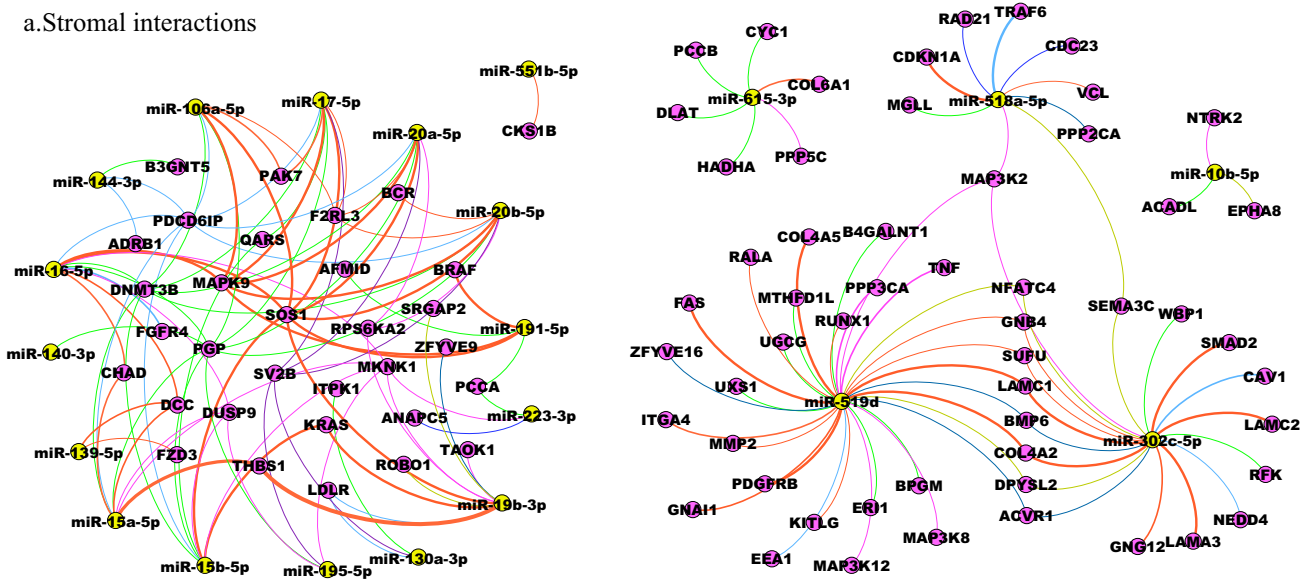 a.Stromal interactions
miR-551b-5p
CKS1B
miR-106a-5p
miR-17-5p
miR-20a-5p
B3GNT5
miR-144-3p
PAK7
BCR
miR-20b-5p
PDCD6IP
F2RL3
ADRB1
QARS
miR-16-5p
AFMID
BRAF
DNMT3B
MAPK9
SRGAP2
SOS1
RPS6KA2
miR-191-5p
FGFR4
miR-140-3p
PGP
ZFYVE9
CHAD
SV2B
MKNK1
ITPK1
PCCA
DCC
DUSP9
ANAPC5
miR-223-3p
KRAS
miR-139-5p
FZD3
THBS1
ROBO1
TAOK1
LDLR
miR-19b-3p
miR-15a-5p
miR-15b-5p
miR-195-5p
miR-130a-3p
PCCB
CYC1
COL6A1
miR-615-3p
DLAT
HADHA
PPP5C
RAD21
TRAF6
CDKN1A
CDC23
MGLL
miR-518a-5p
VCL
PPP2CA
NTRK2
miR-10b-5p
ACADL
EPHA8
MAP3K2
COL4A5
B4GALNT1
RALA
TNF
FAS
MTHFD1L
PPP3CA
NFATC4
RUNX1
GNB4
SEMA3C
WBP1
ZFYVE16
UGCG
SUFU
SMAD2
UXS1
LAMC1
CAV1
miR-519d
ITGA4
BMP6
LAMC2
MMP2
miR-302c-5p
COL4A2
RFK
PDGFRB
BPGM
DPYSL2
GNAI1
KITLG
ERI1
ACVR1
NEDD4
EEA1
MAP3K12
MAP3K8
GNG12
LAMA3